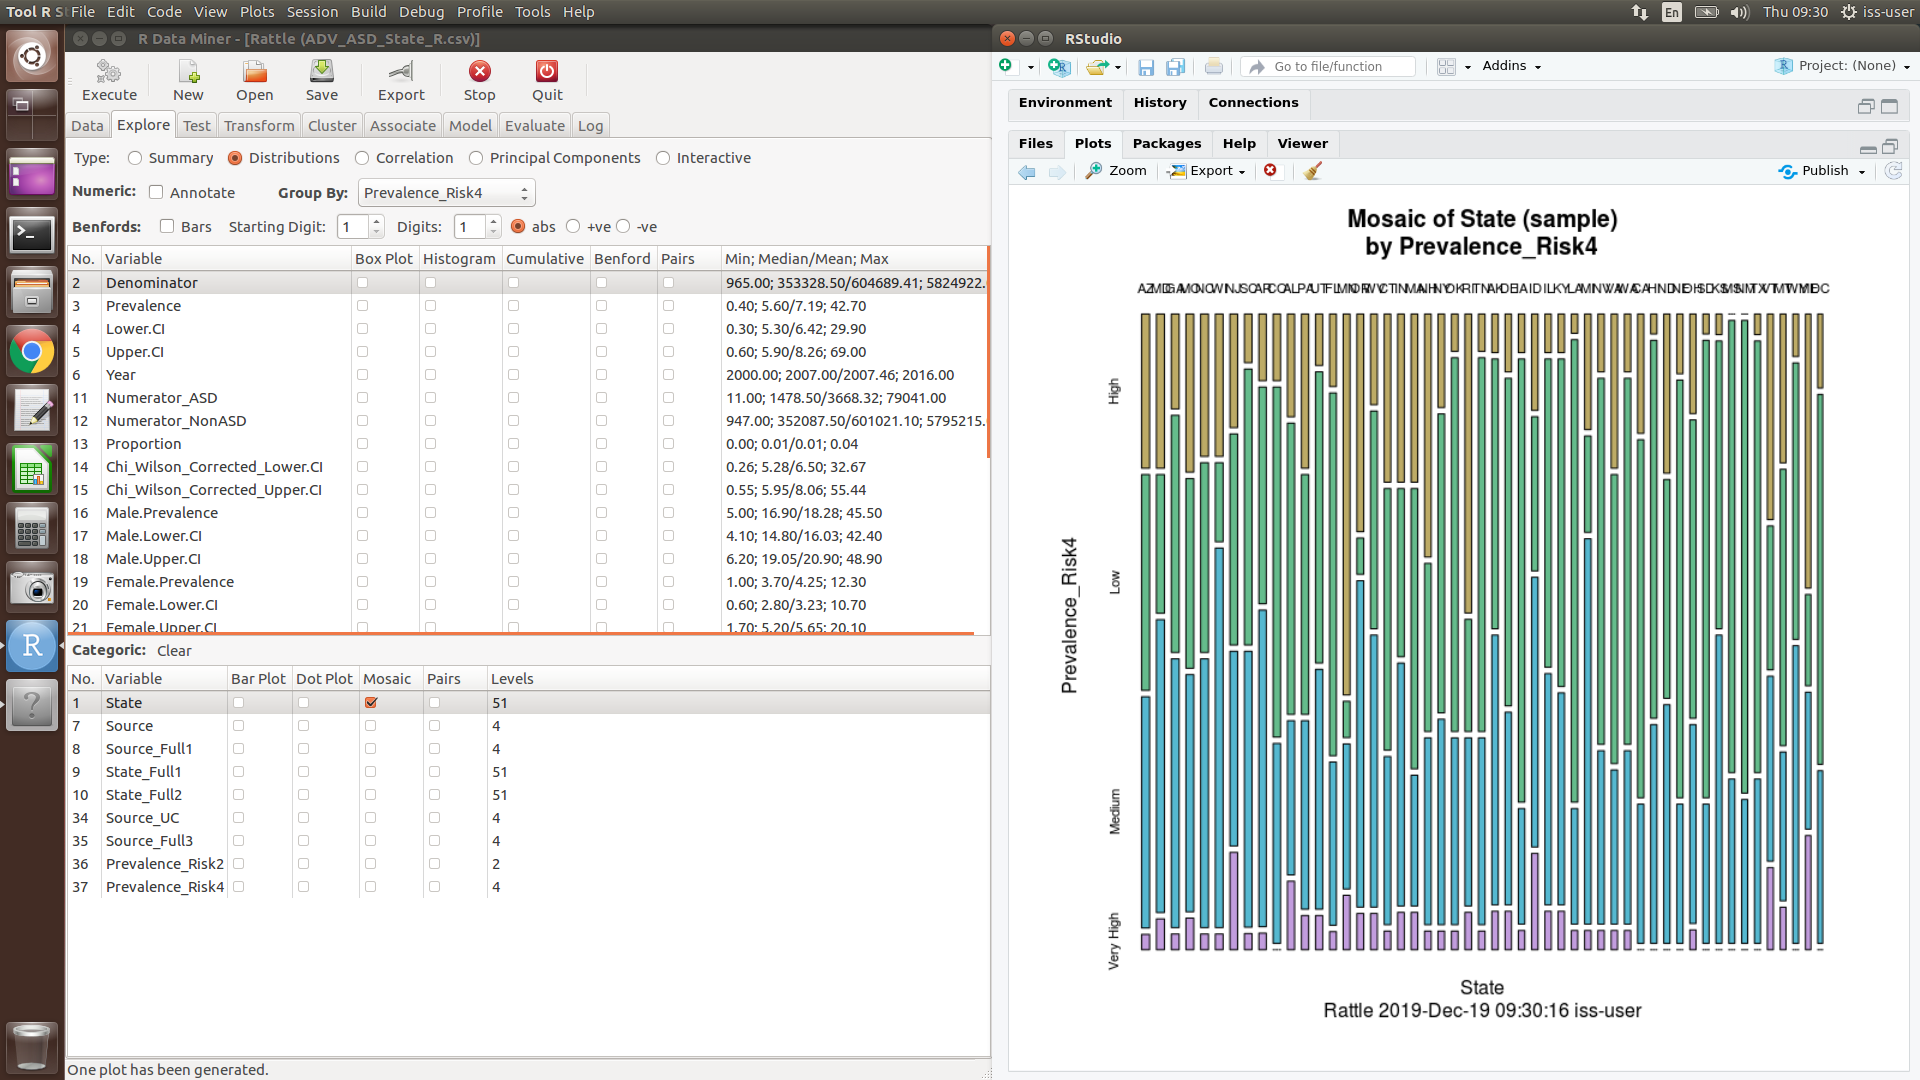 Tool R St File Edit Code View Plots Session Build Debug Profile Tools Help
En Thu 09:30 iss-user
R Data Miner - [Rattle (ADV_ASD_State_R.csv)]
Execute New Open Save Export Stop Quit
Data Explore Test Transform Cluster Associate Model Evaluate Log
Type: Summary Distributions Correlation Principal Components Interactive
Numeric: Annotate Group By: Prevalence_Risk4
Benfords: Bars Starting Digit: 1 Digits: 1 abs +ve -ve
No. Variable Box Plot Histogram Cumulative Benford Pairs Min; Median/Mean; Max
2 Denominator 965.00; 353328.50/604689.41; 5824922.
3 Prevalence 0.40; 5.60/7.19; 42.70
4 Lower.CI 0.30; 5.30/6.42; 29.90
5 Upper.CI 0.60; 5.90/8.26; 69.00
6 Year 2000.00; 2007.00/2007.46; 2016.00
11 Numerator_ASD 11.00; 1478.50/3668.32; 79041.00
12 Numerator_NonASD 947.00; 352087.50/601021.10; 5795215.
13 Proportion 0.00; 0.01/0.01; 0.04
14 Chi_Wilson_Corrected_Lower.CI 0.26; 5.28/6.50; 32.67
15 Chi_Wilson_Corrected_Upper.CI 0.55; 5.95/8.06; 55.44
16 Male.Prevalence 5.00; 16.90/18.28; 45.50
17 Male.Lower.CI 4.10; 14.80/16.03; 42.40
18 Male.Upper.CI 6.20; 19.05/20.90; 48.90
19 Female.Prevalence 1.00; 3.70/4.25; 12.30
20 Female.Lower.CI 0.60; 2.80/3.23; 10.70
21 Female.Upper.CI 1.70; 5.20/5.65; 20.10
Categoric: Clear
No. Variable Bar Plot Dot Plot Mosaic Pairs Levels
1 State 51
7 Source 4
8 Source_Full1 4
9 State_Full1 51
10 State_Full2 51
34 Source_UC 4
35 Source_Full3 4
36 Prevalence_Risk2 2
37 Prevalence_Risk4 4
One plot has been generated.
RStudio
Go to file/function Addins Project: (None)
Environment History Connections
Files Plots Packages Help Viewer
Zoom Export Publish
Mosaic of State (sample)
by Prevalence_Risk4
High
Low
Medium
Very High
Prevalence_Risk4
State
Rattle 2019-Dec-19 09:30:16 iss-user